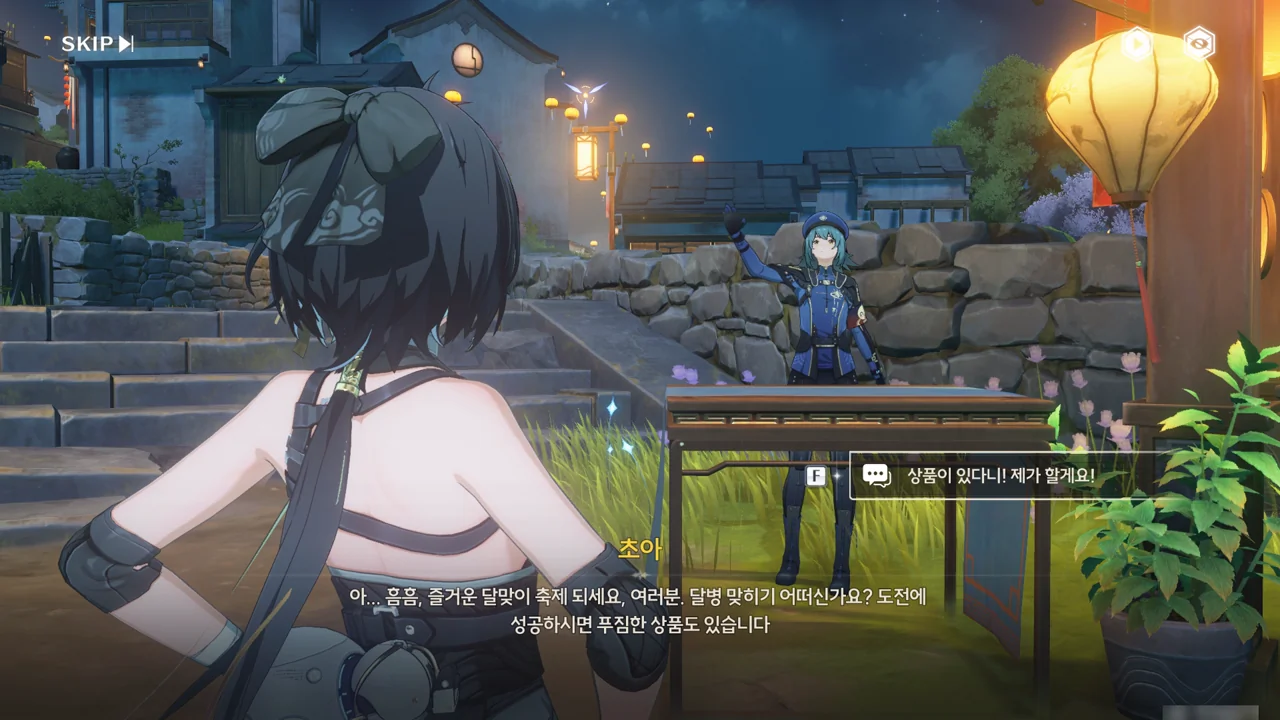 SKIP
F
상품이 있다니! 제가 할게요!
초아
아... 흠흠, 즐거운 달맞이 축제 되세요, 여러분. 달병 맞히기 어떠신가요? 도전에
성공하시면 푸짐한 상품도 있습니다